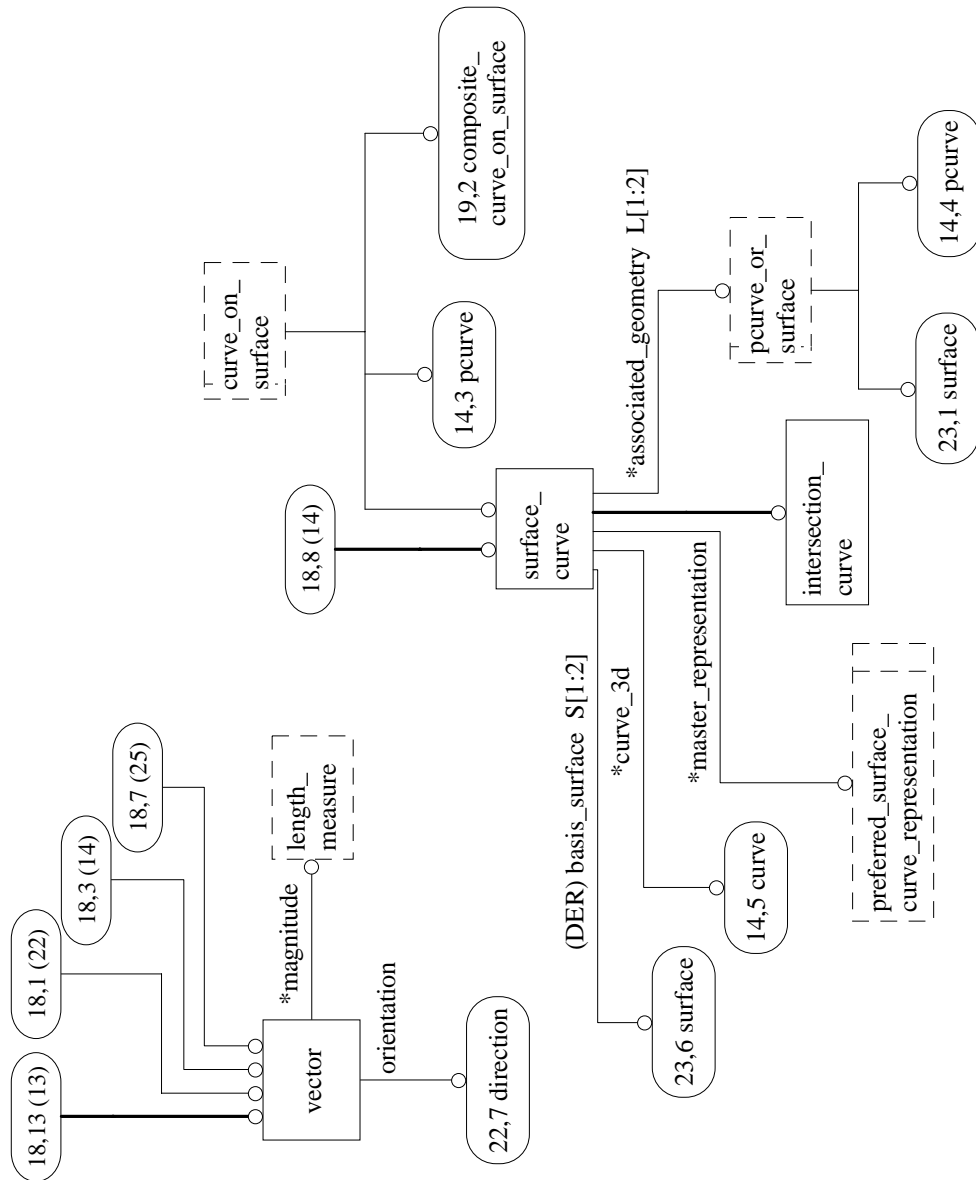 18,13 (13)
18,1 (22)
18,3 (14)
18,7 (25)
vector
*magnitude
length_
measure
orientation
22,7 direction
curve_on_
surface
18,8 (14)
14,3 pcurve
19,2 composite_
curve_on_surface
surface_
curve
(DER) basis_surface S[1:2]
*curve_3d
*master_representation
*associated_geometry L[1:2]
23,6 surface
14,5 curve
preferred_surface_
curve_representation
intersection_
curve
pcurve_or_
surface
23,1 surface
14,4 pcurve